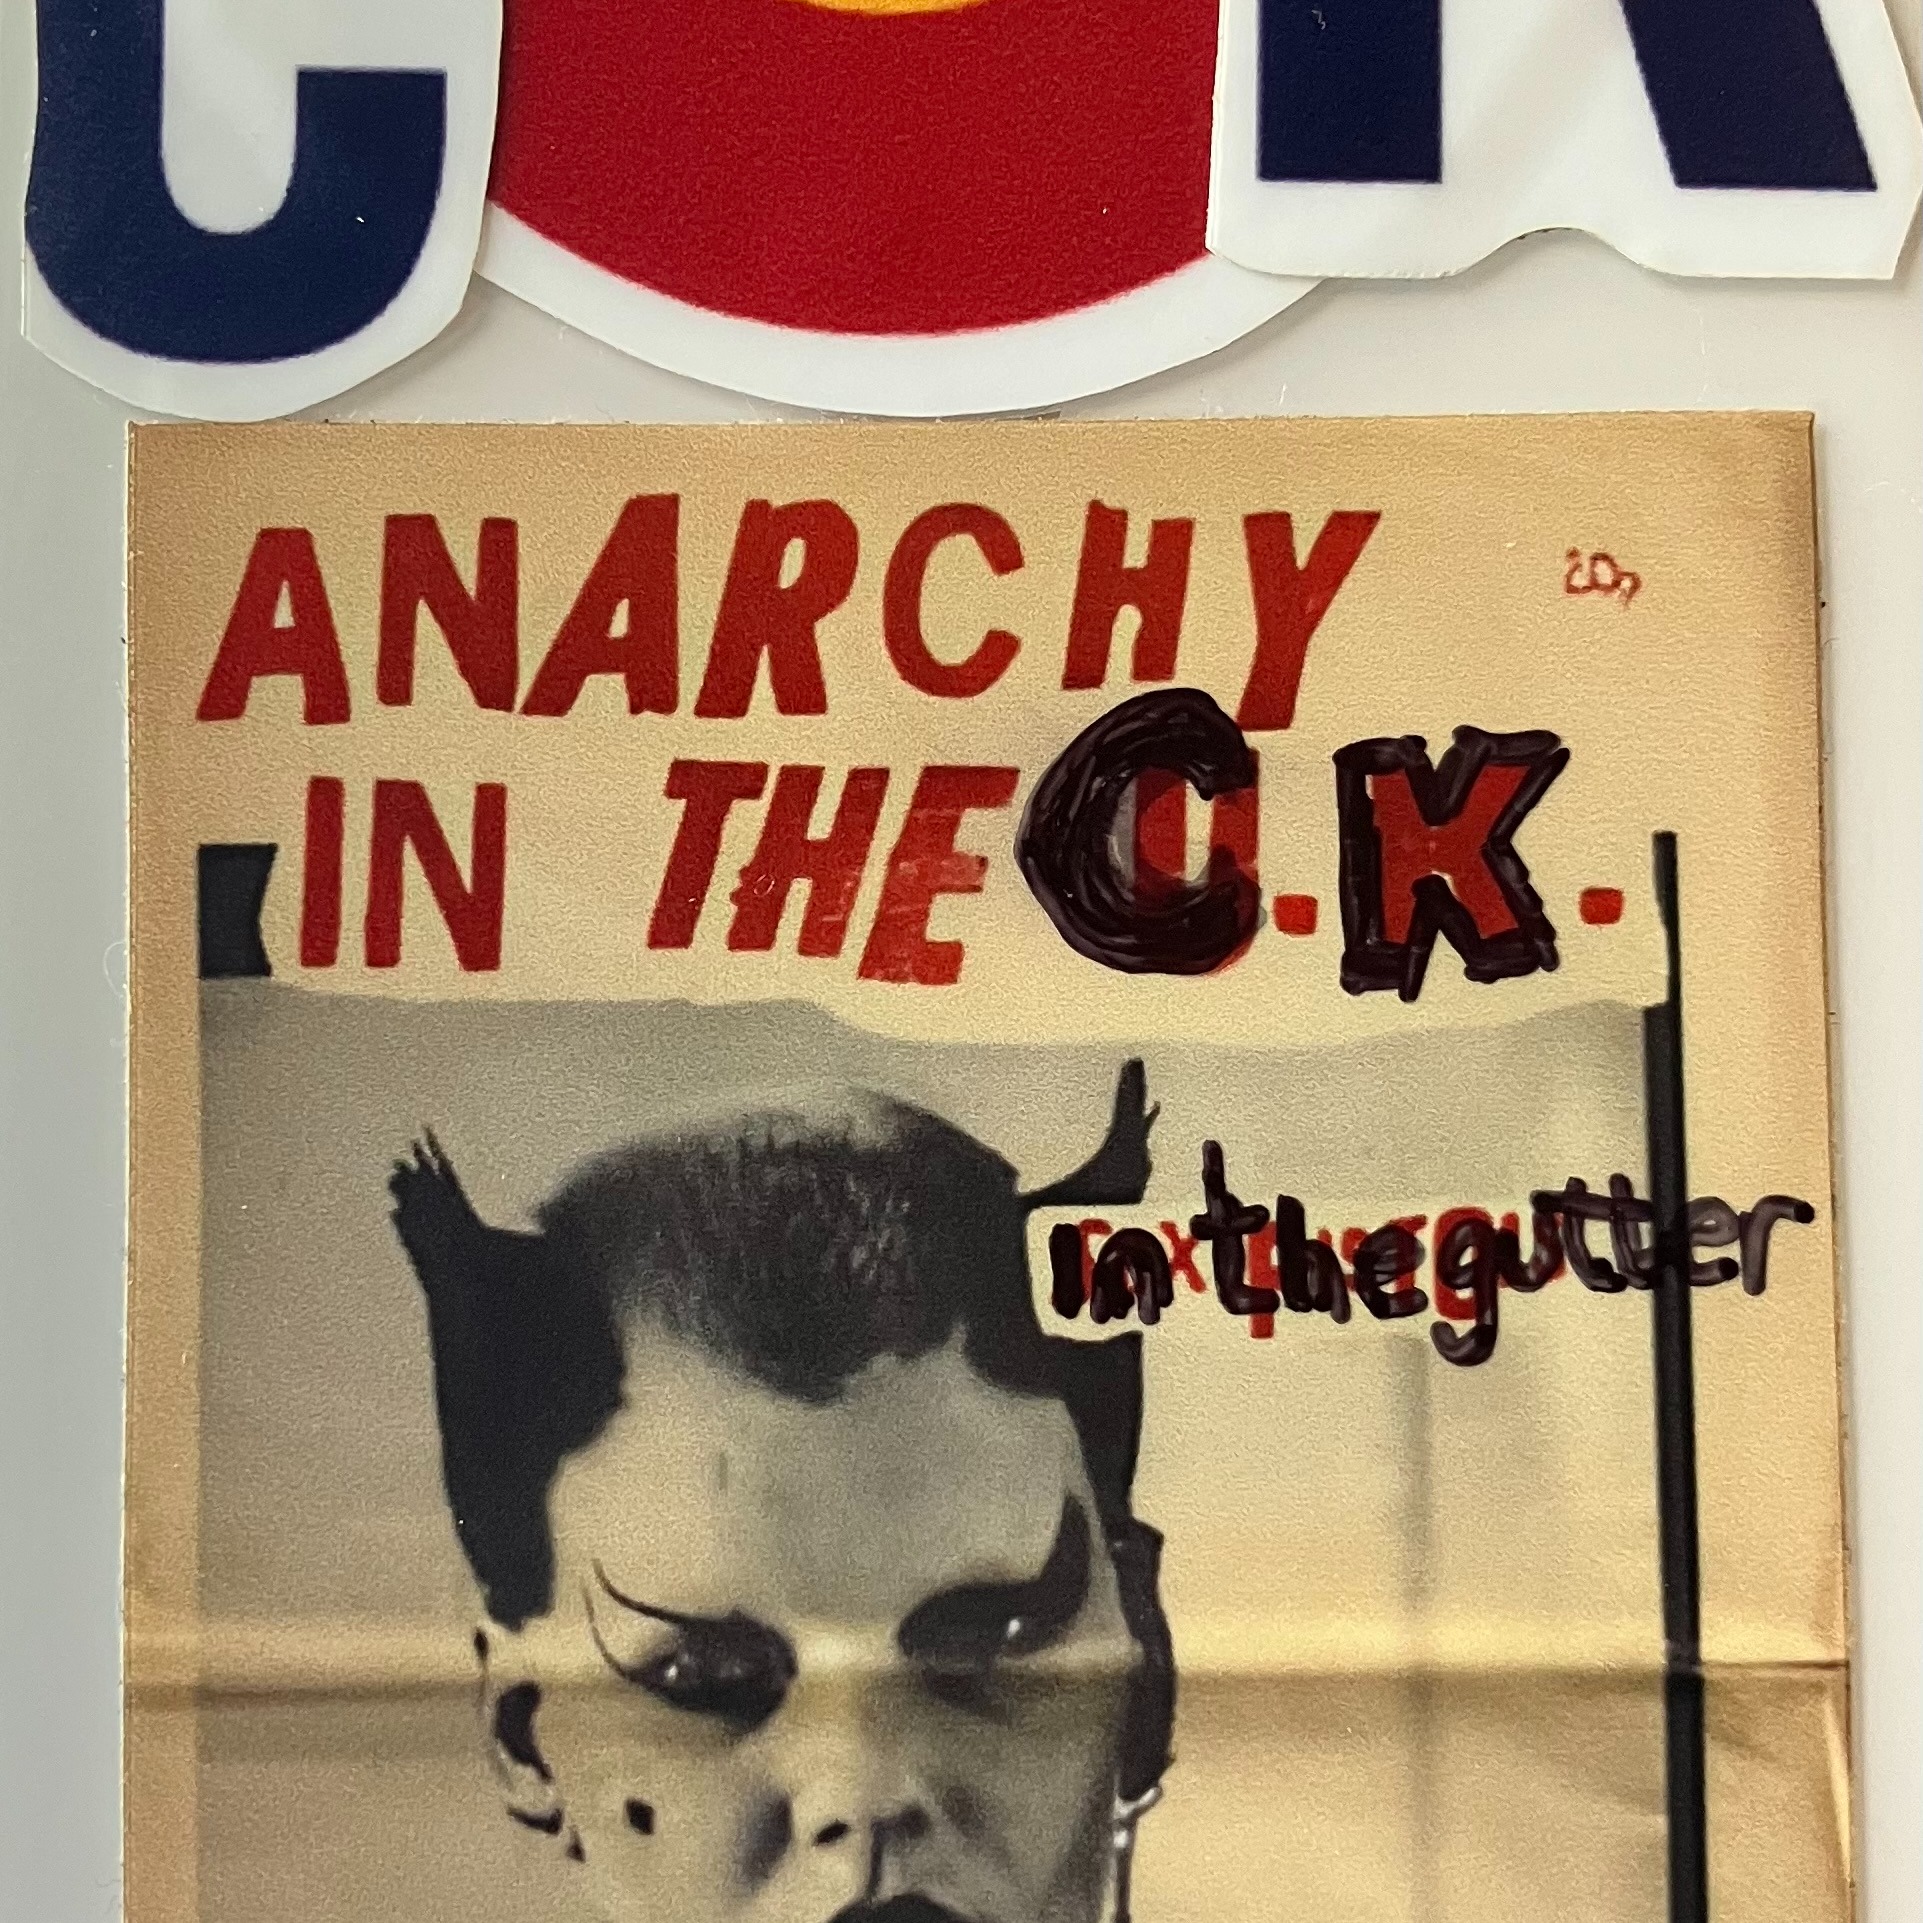 ANARCHY
IN THE C.K.
in the gutter